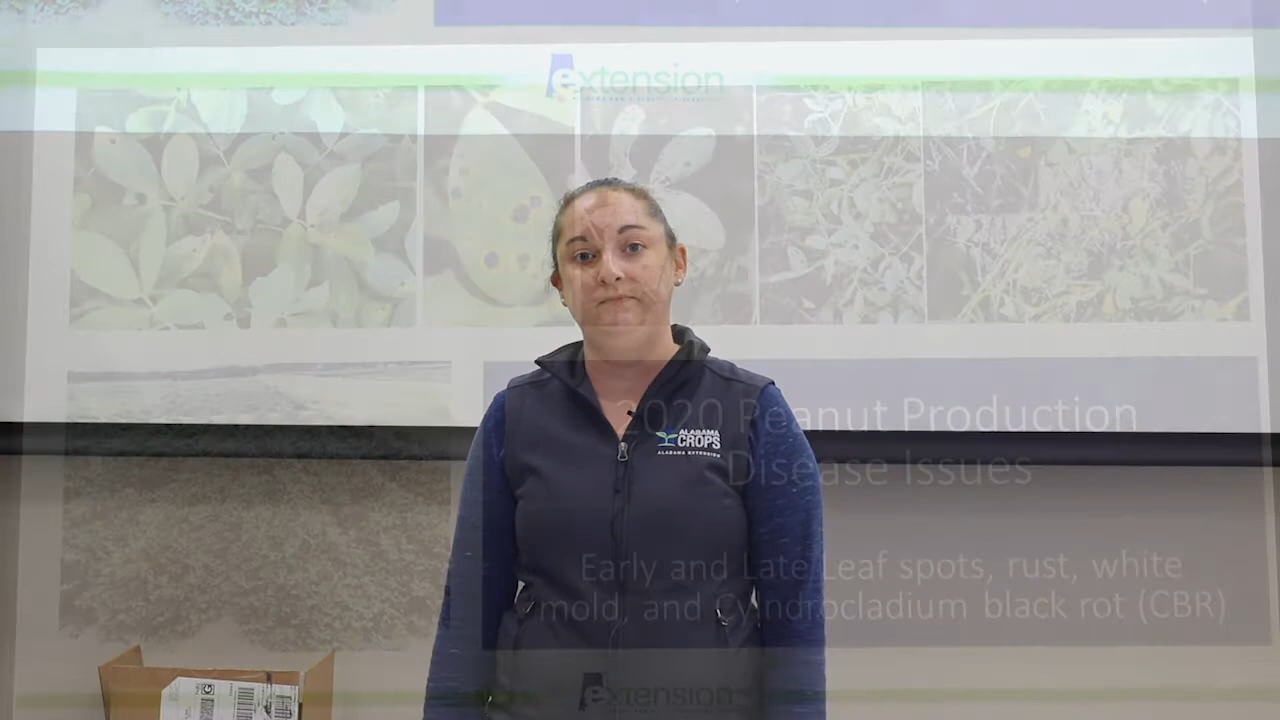 extension
ALABAMA
CROPS
ALABAMA EXTENSION
2020 Peanut Production
Disease Issues
Early and Late Leaf spots, rust, white
mold, and Cylindrocladium black rot (CBR)
extension